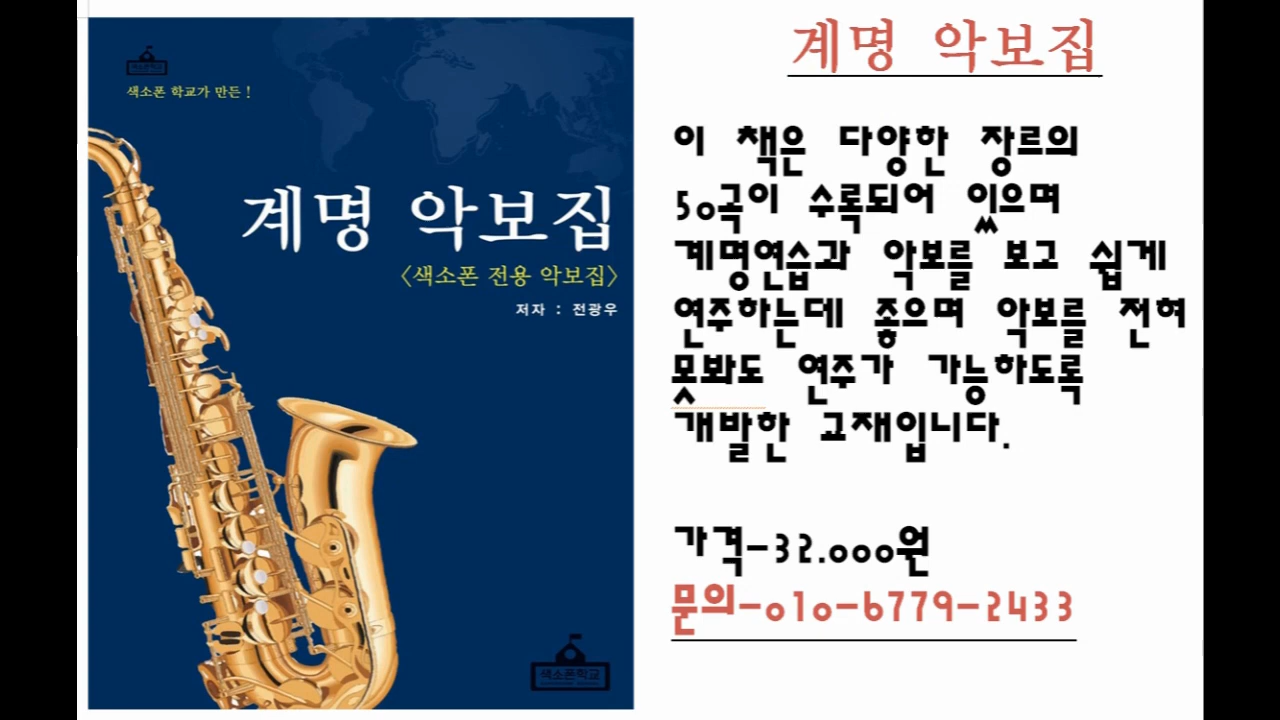 색소폰학교
색소폰 학교가 만든 !
계명 악보집
<색소폰 전용 악보집>
저자 : 전광우
색소폰학교
계명 악보집
이 책은 다양한 장르의
50곡이 수록되어 있으며
계명연습과 악보를 보고 쉽게
연주하는데 좋으며 악보를 전혀
못봐도 연주가 가능하도록
개발한 교재입니다.
가격-32.000원
문의-010-6779-2433